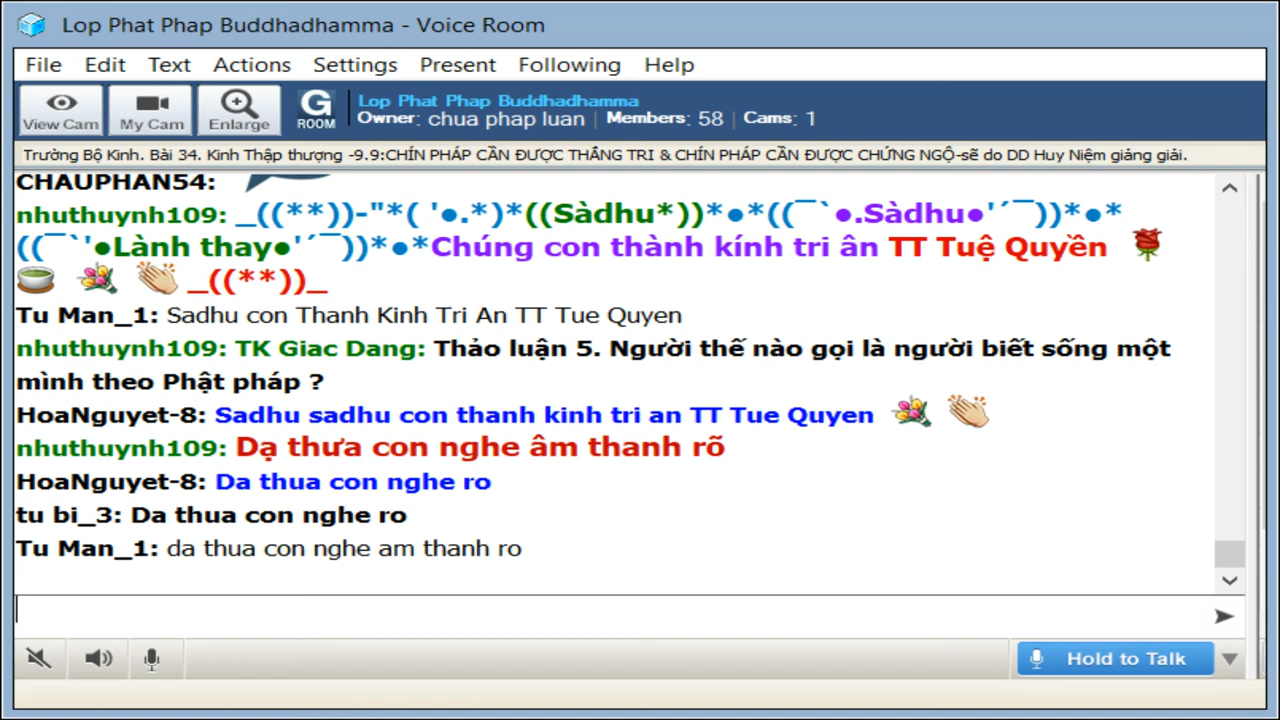 Lop Phat Phap Buddhadhamma - Voice Room
File Edit Text Actions Settings Present Following Help
View Cam My Cam Enlarge G ROOM
Lop Phat Phap Buddhadhamma
Owner: chua phap luan | Members: 58 | Cams: 1
Trường Bộ Kinh. Bài 34. Kinh Thập thượng -9.9:CHÍN PHÁP CẦN ĐƯỢC THẮNG TRI & CHÍN PHÁP CẦN ĐƯỢC CHỨNG NGỘ-sẽ do DD Huy Niệm giảng giải.
CHAUPHAN54:
nhuthuynh109: _((**))-"*( '●.*)*((Sàdhu*))*●*((¯`●.Sàdhu●'´¯))*●*
((¯`'●Lành thay●'´¯))*●*Chúng con thành kính tri ân TT Tuệ Quyền
_((**))_
Tu Man_1: Sadhu con Thanh Kinh Tri An TT Tue Quyen
nhuthuynh109: TK Giac Dang: Thảo luận 5. Người thế nào gọi là người biết sống một
mình theo Phật pháp ?
HoaNguyet-8: Sadhu sadhu con thanh kinh tri an TT Tue Quyen
nhuthuynh109: Dạ thưa con nghe âm thanh rõ
HoaNguyet-8: Da thua con nghe ro
tu bi_3: Da thua con nghe ro
Tu Man_1: da thua con nghe am thanh ro
Hold to Talk